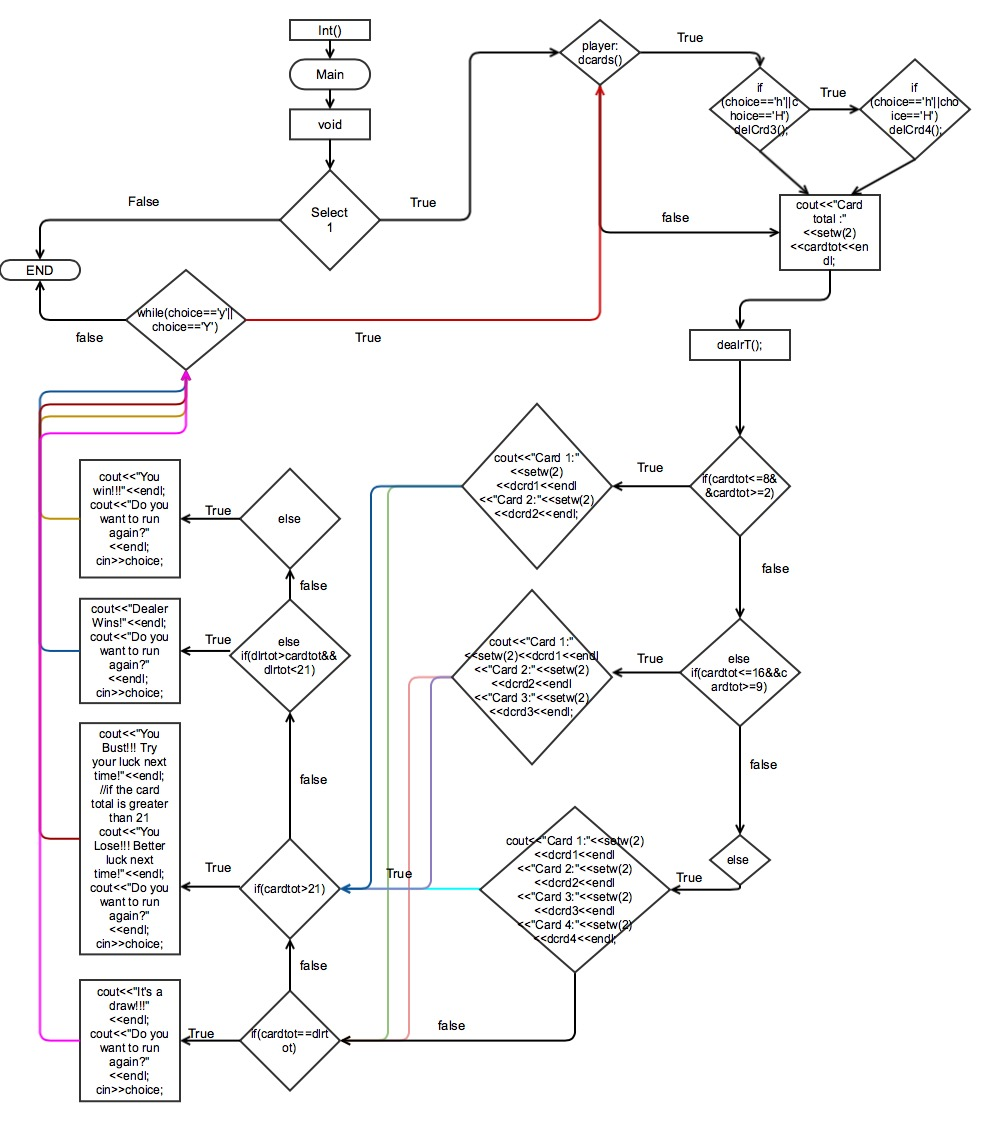 Int()
Main
void
Select
1
False
True
END
player:
dcards()
True
if
(choice=='h'||c
hoice=='H')
delCrd3();
True
if
(choice=='h'||cho
ice=='H')
delCrd4();
false
cout<<"Card
total :"
<<setw(2)
<<cardtot<<en
dl;
while(choice=='y'||
choice=='Y')
false
True
dealrT();
if(cardtot<=8&
&cardtot>=2)
True
false
cout<<"Card 1:"
<<setw(2)
<<dcrd1<<endl
<<"Card 2:"<<setw(2)
<<dcrd2<<endl;
else
True
cout<<"You
win!!!"<<endl;
cout<<"Do you
want to run
again?"
<<endl;
cin>>choice;
false
else
if(dlrtot>cardtot&&
dlrtot<21)
True
cout<<"Dealer
Wins!"<<endl;
cout<<"Do you
want to run
again?"
<<endl;
cin>>choice;
false
else
if(cardtot<=16&&c
ardtot>=9)
True
false
cout<<"Card 1:"
<<setw(2)<<dcrd1<<endl
<<"Card 2:"<<setw(2)
<<dcrd2<<endl
<<"Card 3:"<<setw(2)
<<dcrd3<<endl;
else
True
cout<<"Card 1:"<<setw(2)
<<dcrd1<<endl
<<"Card 2:"<<setw(2)
<<dcrd2<<endl
<<"Card 3:"<<setw(2)
<<dcrd3<<endl
<<"Card 4:"<<setw(2)
<<dcrd4<<endl;
True
false
if(cardtot>21)
True
cout<<"You
Bust!!! Try
your luck next
time!"<<endl;
//if the card
total is greater
than 21
cout<<"You
Lose!!! Better
luck next
time!"<<endl;
cout<<"Do you
want to run
again?"
<<endl;
cin>>choice;
false
if(cardtot==dlrt
ot)
True
cout<<"It's a
draw!!!"
<<endl;
cout<<"Do you
want to run
again?"
<<endl;
cin>>choice;